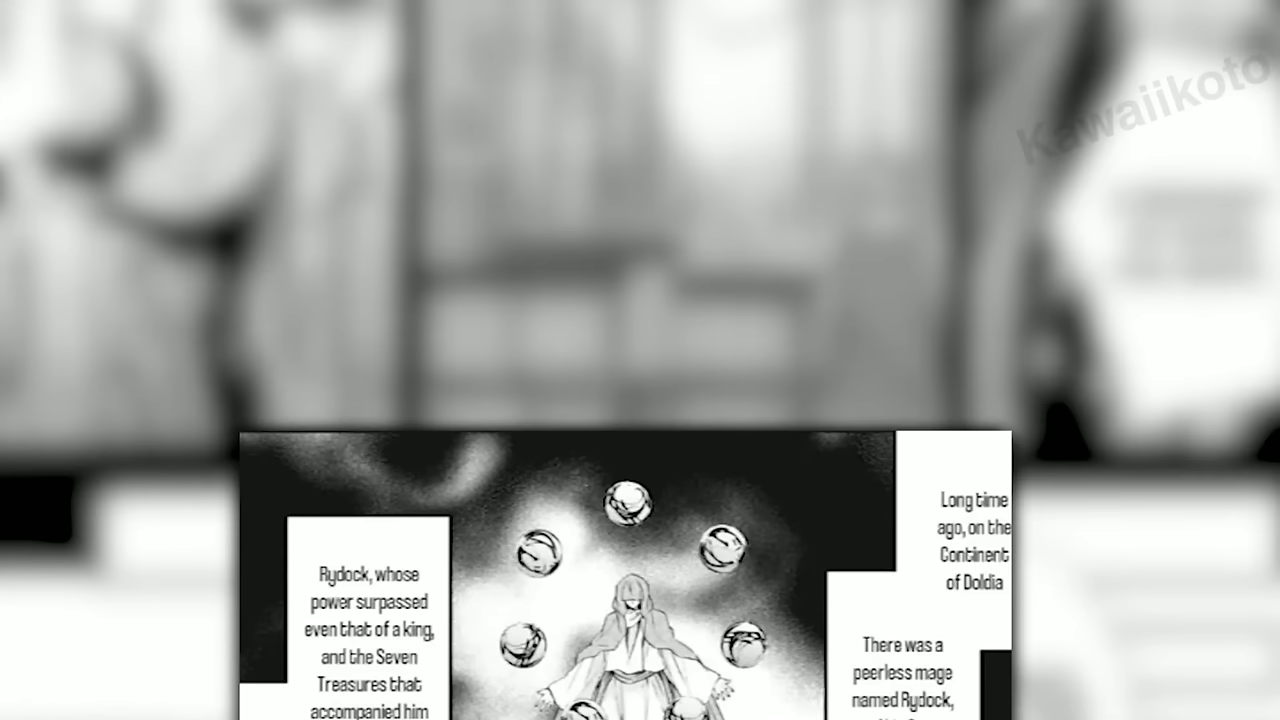 Kawaiikoto
Long time
ago, on the
Continent
of Doldia
There was a
peerless mage
named Rydock,
Rydock, whose
power surpassed
even that of a king,
and the Seven
Treasures that
accompanied him